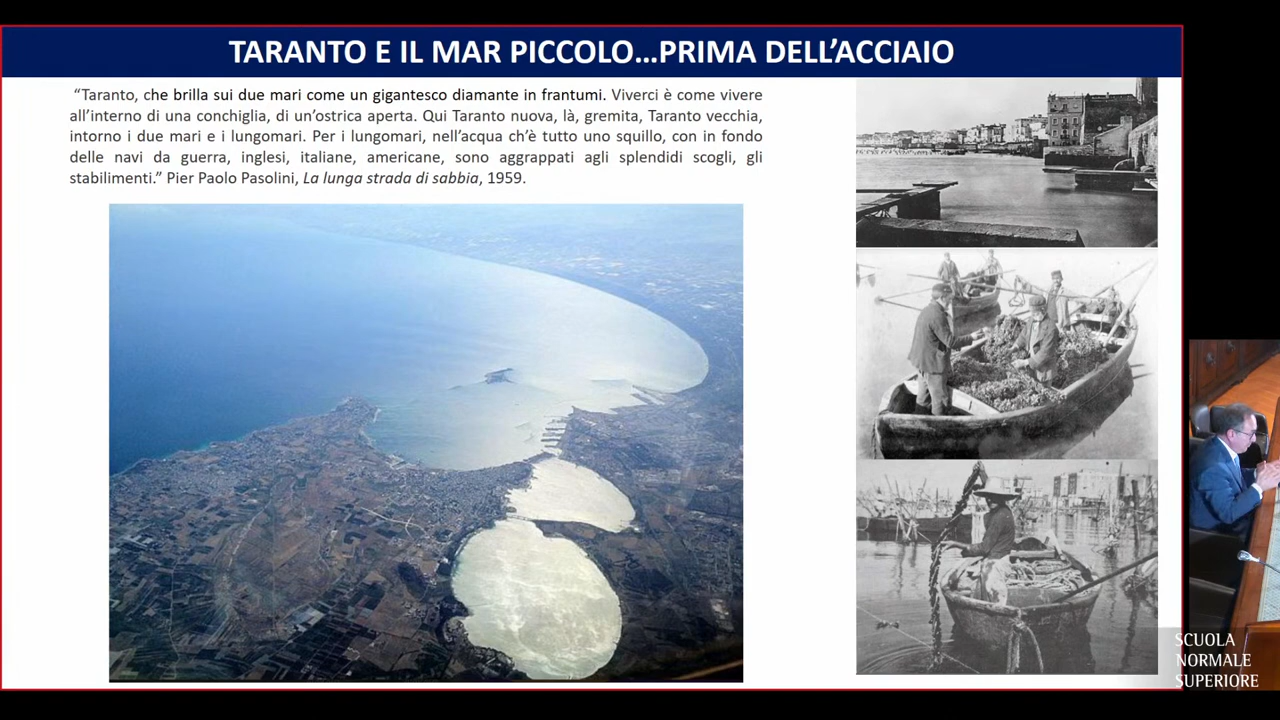 TARANTO E IL MAR PICCOLO...PRIMA DELL'ACCIAIO
“Taranto, che brilla sui due mari come un gigantesco diamante in frantumi. Viverci è come vivere
all'interno di una conchiglia, di un'ostrica aperta. Qui Taranto nuova, là, gremita, Taranto vecchia,
intorno i due mari e i lungomari. Per i lungomari, nell'acqua ch'è tutto uno squillo, con in fondo
delle navi da guerra, inglesi, italiane, americane, sono aggrappati agli splendidi scogli, gli
stabilimenti.” Pier Paolo Pasolini, La lunga strada di sabbia, 1959.
SCUOLA
NORMALE
SUPERIORE